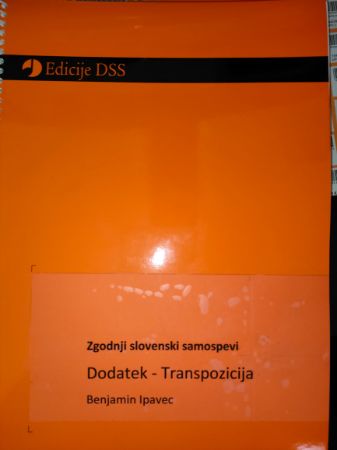 Edicije DSS
Zgodnji slovenski samospevi
Dodatek - Transpozicija
Benjamin Ipavec